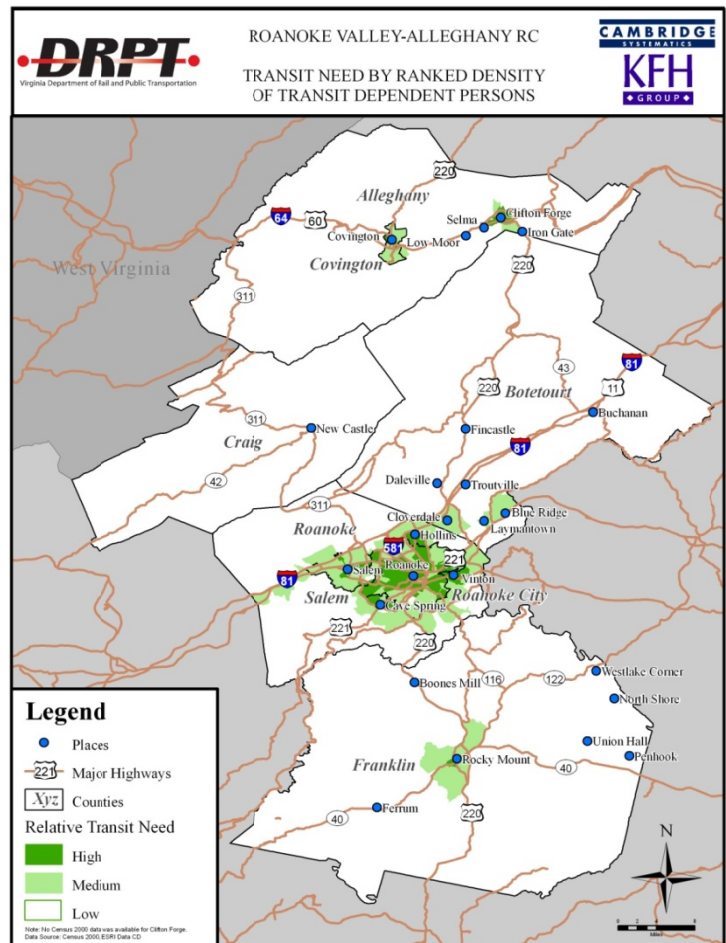 DRPT
Virginia Department of Rail and Public Transportation
ROANOKE VALLEY-ALLEGHANY RC
TRANSIT NEED BY RANKED DENSITY
OF TRANSIT DEPENDENT PERSONS
CAMBRIDGE
SYSTEMATICS
KFH
GROUP
220
Alleghany
64
60
Selma
Clifton Forge
Covington
Low Moor
Iron Gate
Covington
West Virginia
220
311
43
81
220
Botetourt
11
311
New Castle
Buchanan
Craig
Fincastle
81
42
Daleville
Troutville
311
Cloverdale
Blue Ridge
Roanoke
Laymantown
Hollins
581
221
Salem
Roanoke
Vinton
81
Salem
Roanoke City
Cave Spring
221
220
116
122
Westlake Corner
Boones Mill
North Shore
Union Hall
Penhook
Franklin
Rocky Mount
40
Ferrum
40
220
Legend
Places
221 Major Highways
Xyz Counties
Relative Transit Need
High
Medium
Low
Note: No Census 2000 data was available for Clifton Forge.
Data Source: Census 2000, ESRI Data CD
N
0 2 4 8
Miles